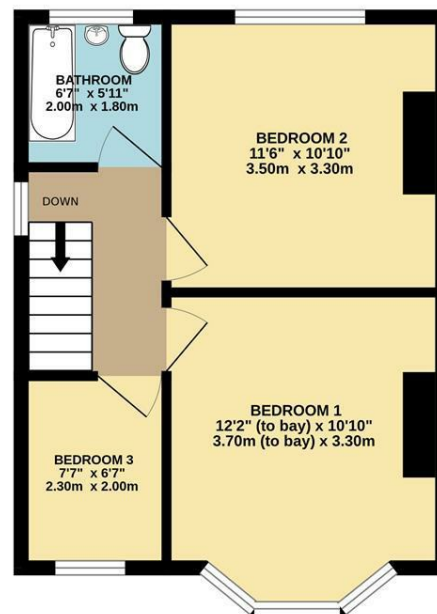 BATHROOM
6'7" x 5'11"
2.00m x 1.80m
BEDROOM 2
11'6" x 10'10"
3.50m x 3.30m
DOWN
BEDROOM 1
12'2" (to bay) x 10'10"
3.70m (to bay) x 3.30m
BEDROOM 3
7'7" x 6'7"
2.30m x 2.00m